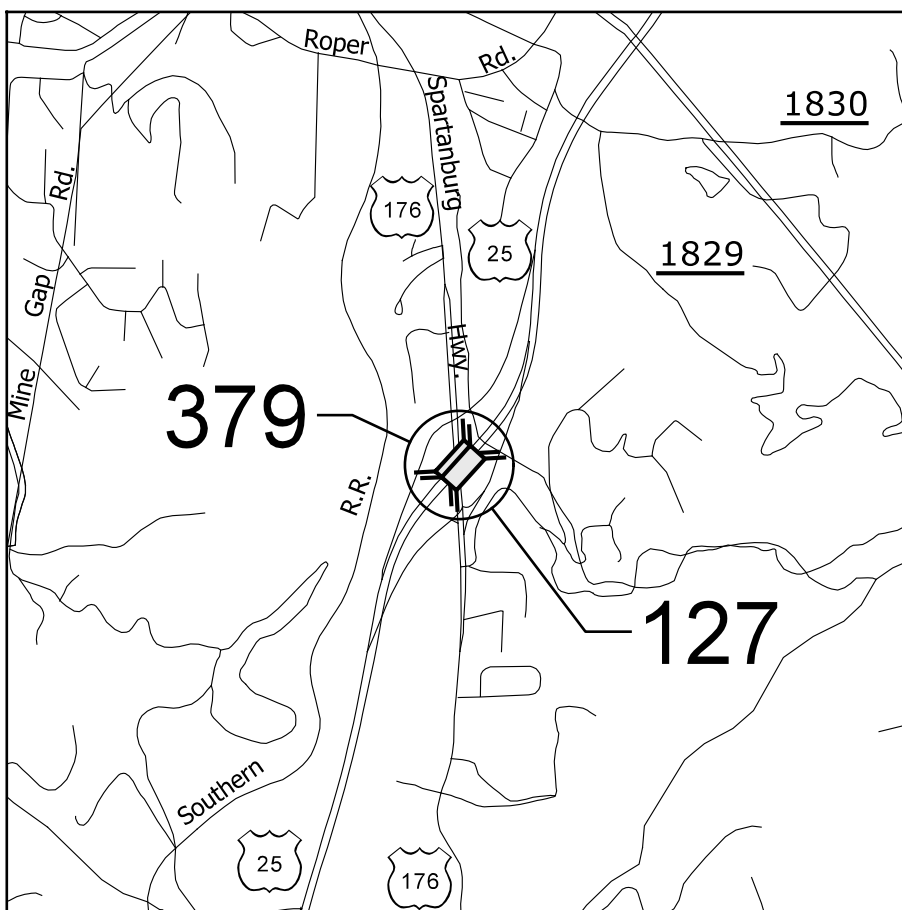 Roper Rd.
1830
Spartanburg Hwy.
176
25
1829
Mine Gap Rd.
379
R.R.
127
Southern
25
176